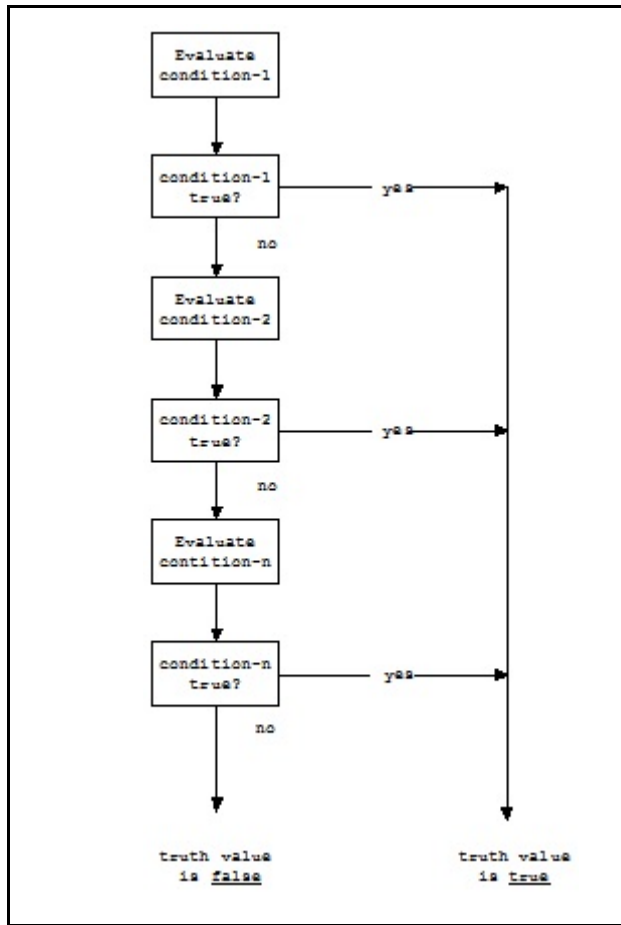 Evaluate
condition-1
condition-1
true?
yes
no
Evaluate
condition-2
condition-2
true?
yes
no
Evaluate
contition-n
condition-n
true?
yes
no
truth value
is false
truth value
is true